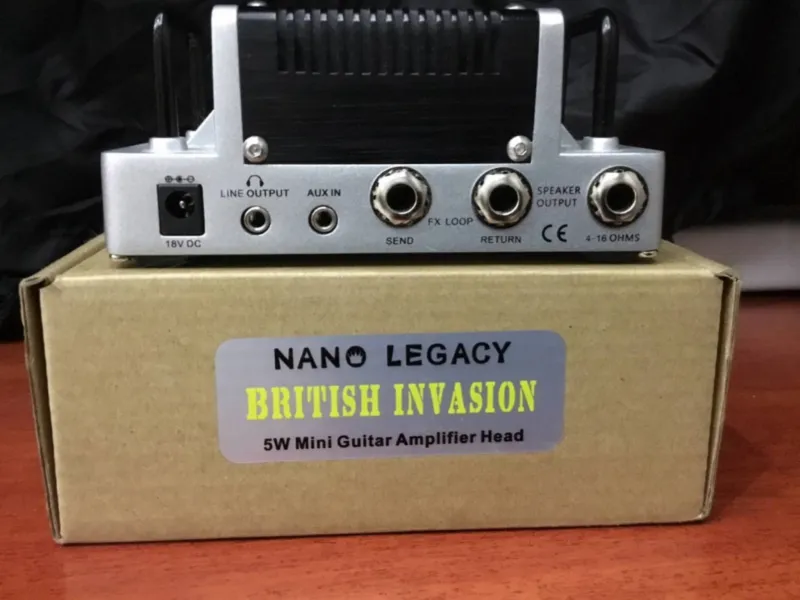 LINE OUTPUT
AUX IN
18V DC
SEND
FX LOOP
RETURN
SPEAKER
OUTPUT
CE
4-16 OHMS
NANO LEGACY
BRITISH INVASION
5W Mini Guitar Amplifier Head